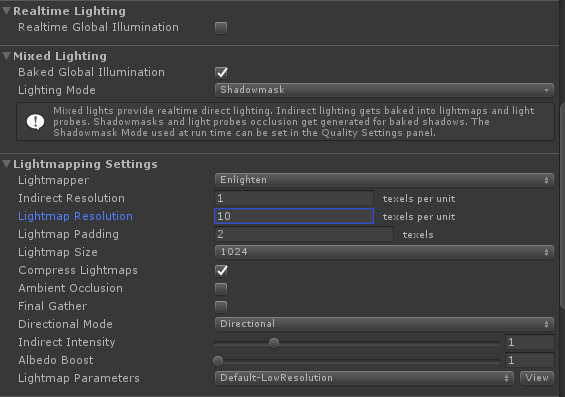 Realtime Lighting
Realtime Global Illumination
Mixed Lighting
Baked Global Illumination
Lighting Mode Shadowmask
Mixed lights provide realtime direct lighting. Indirect lighting gets baked into lightmaps and light
probes. Shadowmasks and light probes occlusion get generated for baked shadows. The
Shadowmask Mode used at run time can be set in the Quality Settings panel.
Lightmapping Settings
Lightmapper Enlighten
Indirect Resolution 1 texels per unit
Lightmap Resolution 10 texels per unit
Lightmap Padding 2 texels
Lightmap Size 1024
Compress Lightmaps
Ambient Occlusion
Final Gather
Directional Mode Directional
Indirect Intensity 1
Albedo Boost 1
Lightmap Parameters Default-LowResolution View